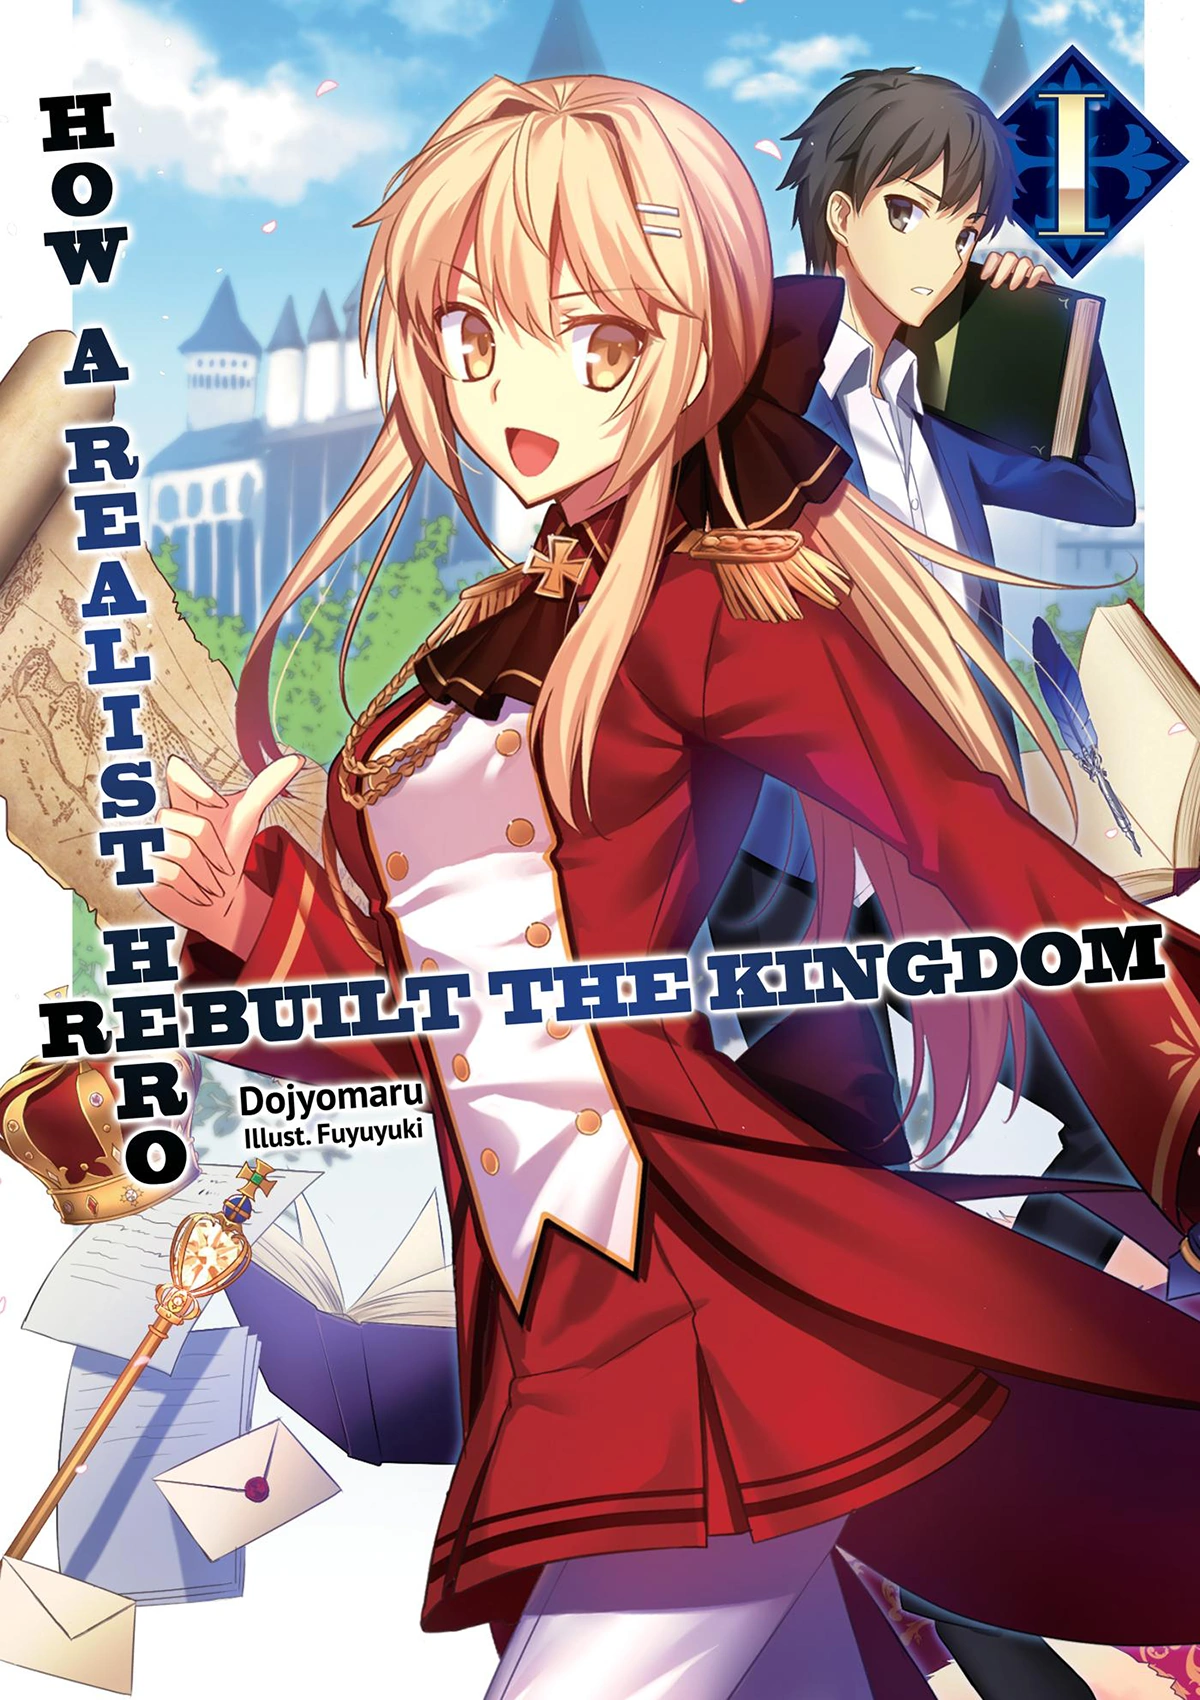 HOW A REALIST HERO
REBUILT THE KINGDOM
I
Dojyomaru
Illust. Fuyuyuki